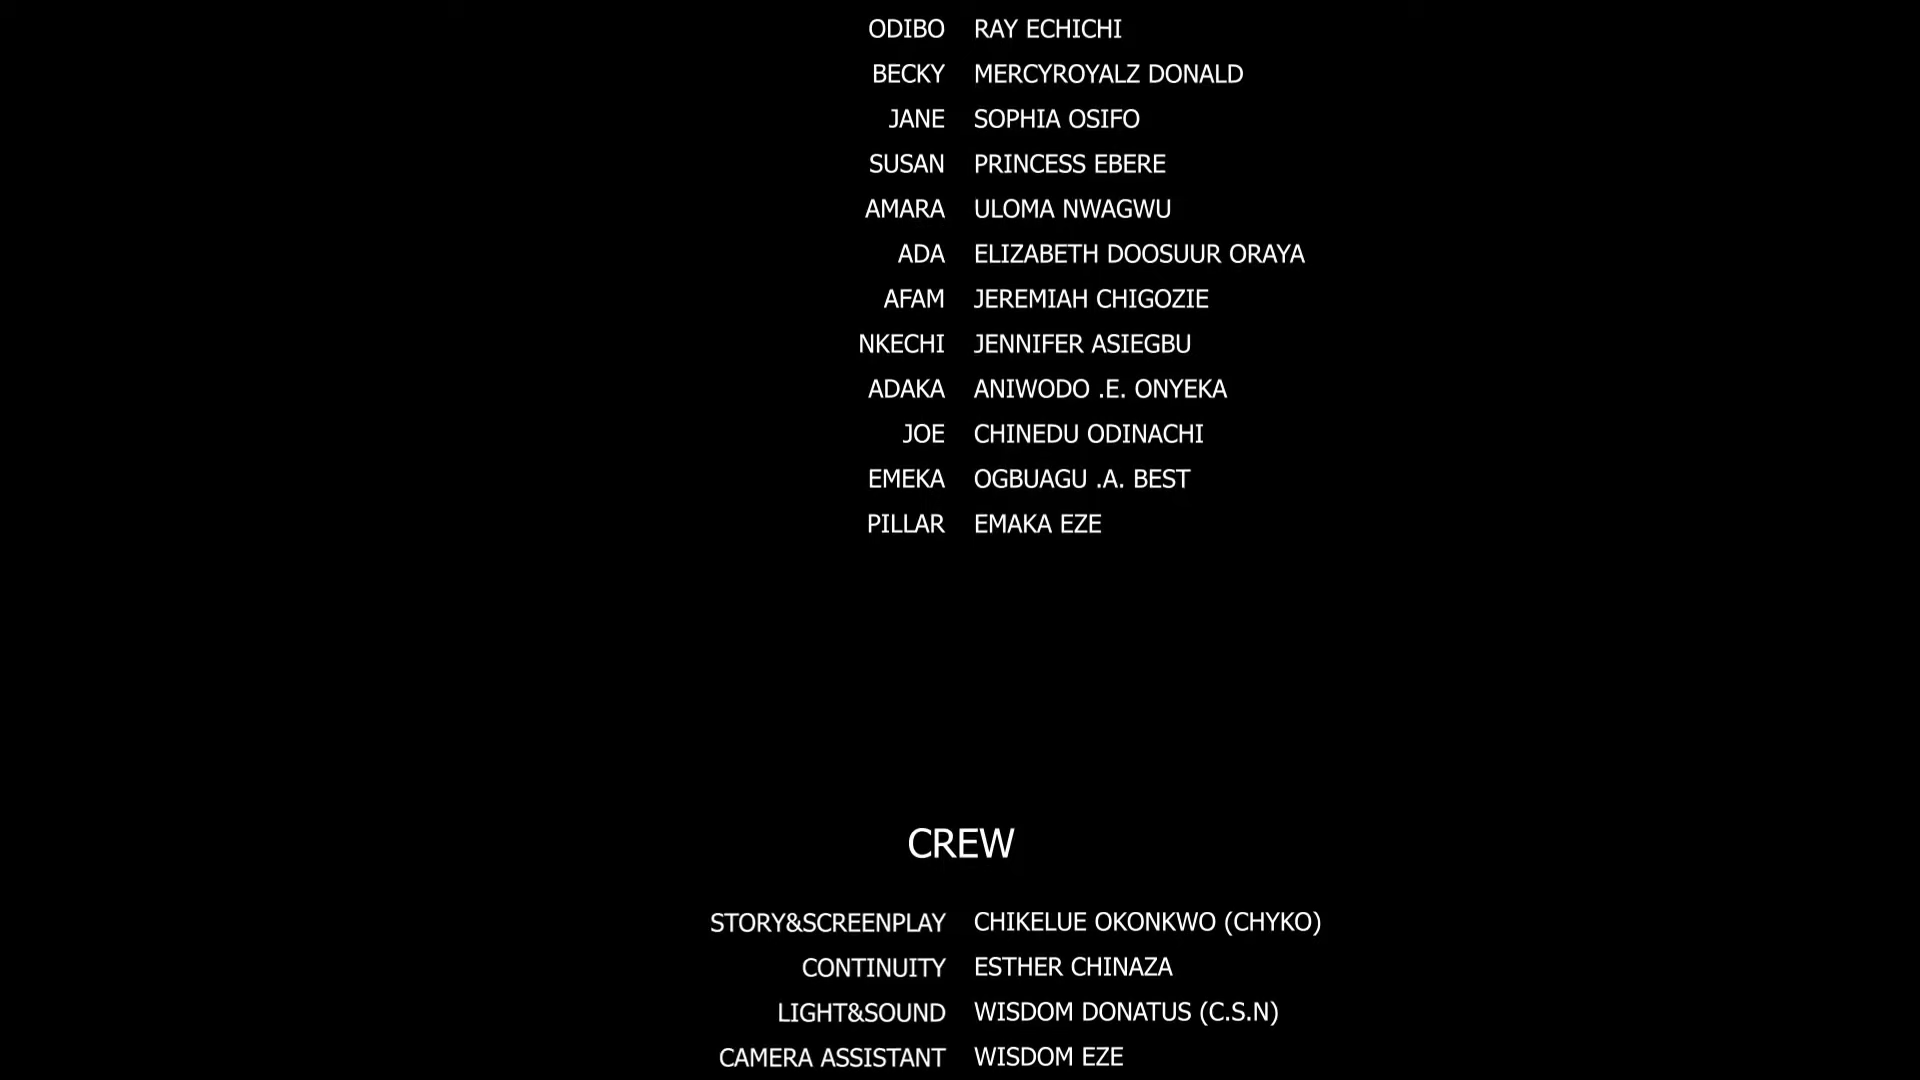 ODIBO RAY ECHICHI
BECKY MERCYROYALZ DONALD
JANE SOPHIA OSIFO
SUSAN PRINCESS EBERE
AMARA ULOMA NWAGWU
ADA ELIZABETH DOOSUUR ORAYA
AFAM JEREMIAH CHIGOZIE
NKECHI JENNIFER ASIEGBU
ADAKA ANIWODO .E. ONYEKA
JOE CHINEDU ODINACHI
EMEKA OGBUAGU .A. BEST
PILLAR EMAKA EZE
CREW
STORY&SCREENPLAY CHIKELUE OKONKWO (CHYKO)
CONTINUITY ESTHER CHINAZA
LIGHT&SOUND WISDOM DONATUS (C.S.N)
CAMERA ASSISTANT WISDOM EZE